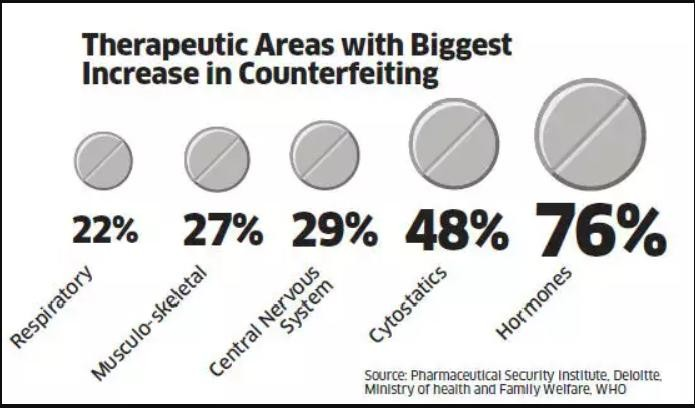 Therapeutic Areas with Biggest
Increase in Counterfeiting
22%
27%
29%
48%
76%
Respiratory
Musculo-skeletal
Central Nervous
System
Cytostatics
Hormones
Source: Pharmaceutical Security Institute, Deloitte,
Ministry of health and Family Welfare, WHO